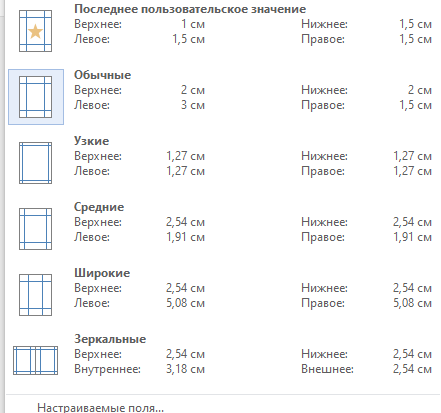 Последнее пользовательское значение
Верхнее: 1 см Нижнее: 1,5 см
Левое: 1,5 см Правое: 1,5 см
Обычные
Верхнее: 2 см Нижнее: 2 см
Левое: 3 см Правое: 1,5 см
Узкие
Верхнее: 1,27 см Нижнее: 1,27 см
Левое: 1,27 см Правое: 1,27 см
Средние
Верхнее: 2,54 см Нижнее: 2,54 см
Левое: 1,91 см Правое: 1,91 см
Широкие
Верхнее: 2,54 см Нижнее: 2,54 см
Левое: 5,08 см Правое: 5,08 см
Зеркальные
Верхнее: 2,54 см Нижнее: 2,54 см
Внутреннее: 3,18 см Внешнее: 2,54 см
Настраиваемые поля...